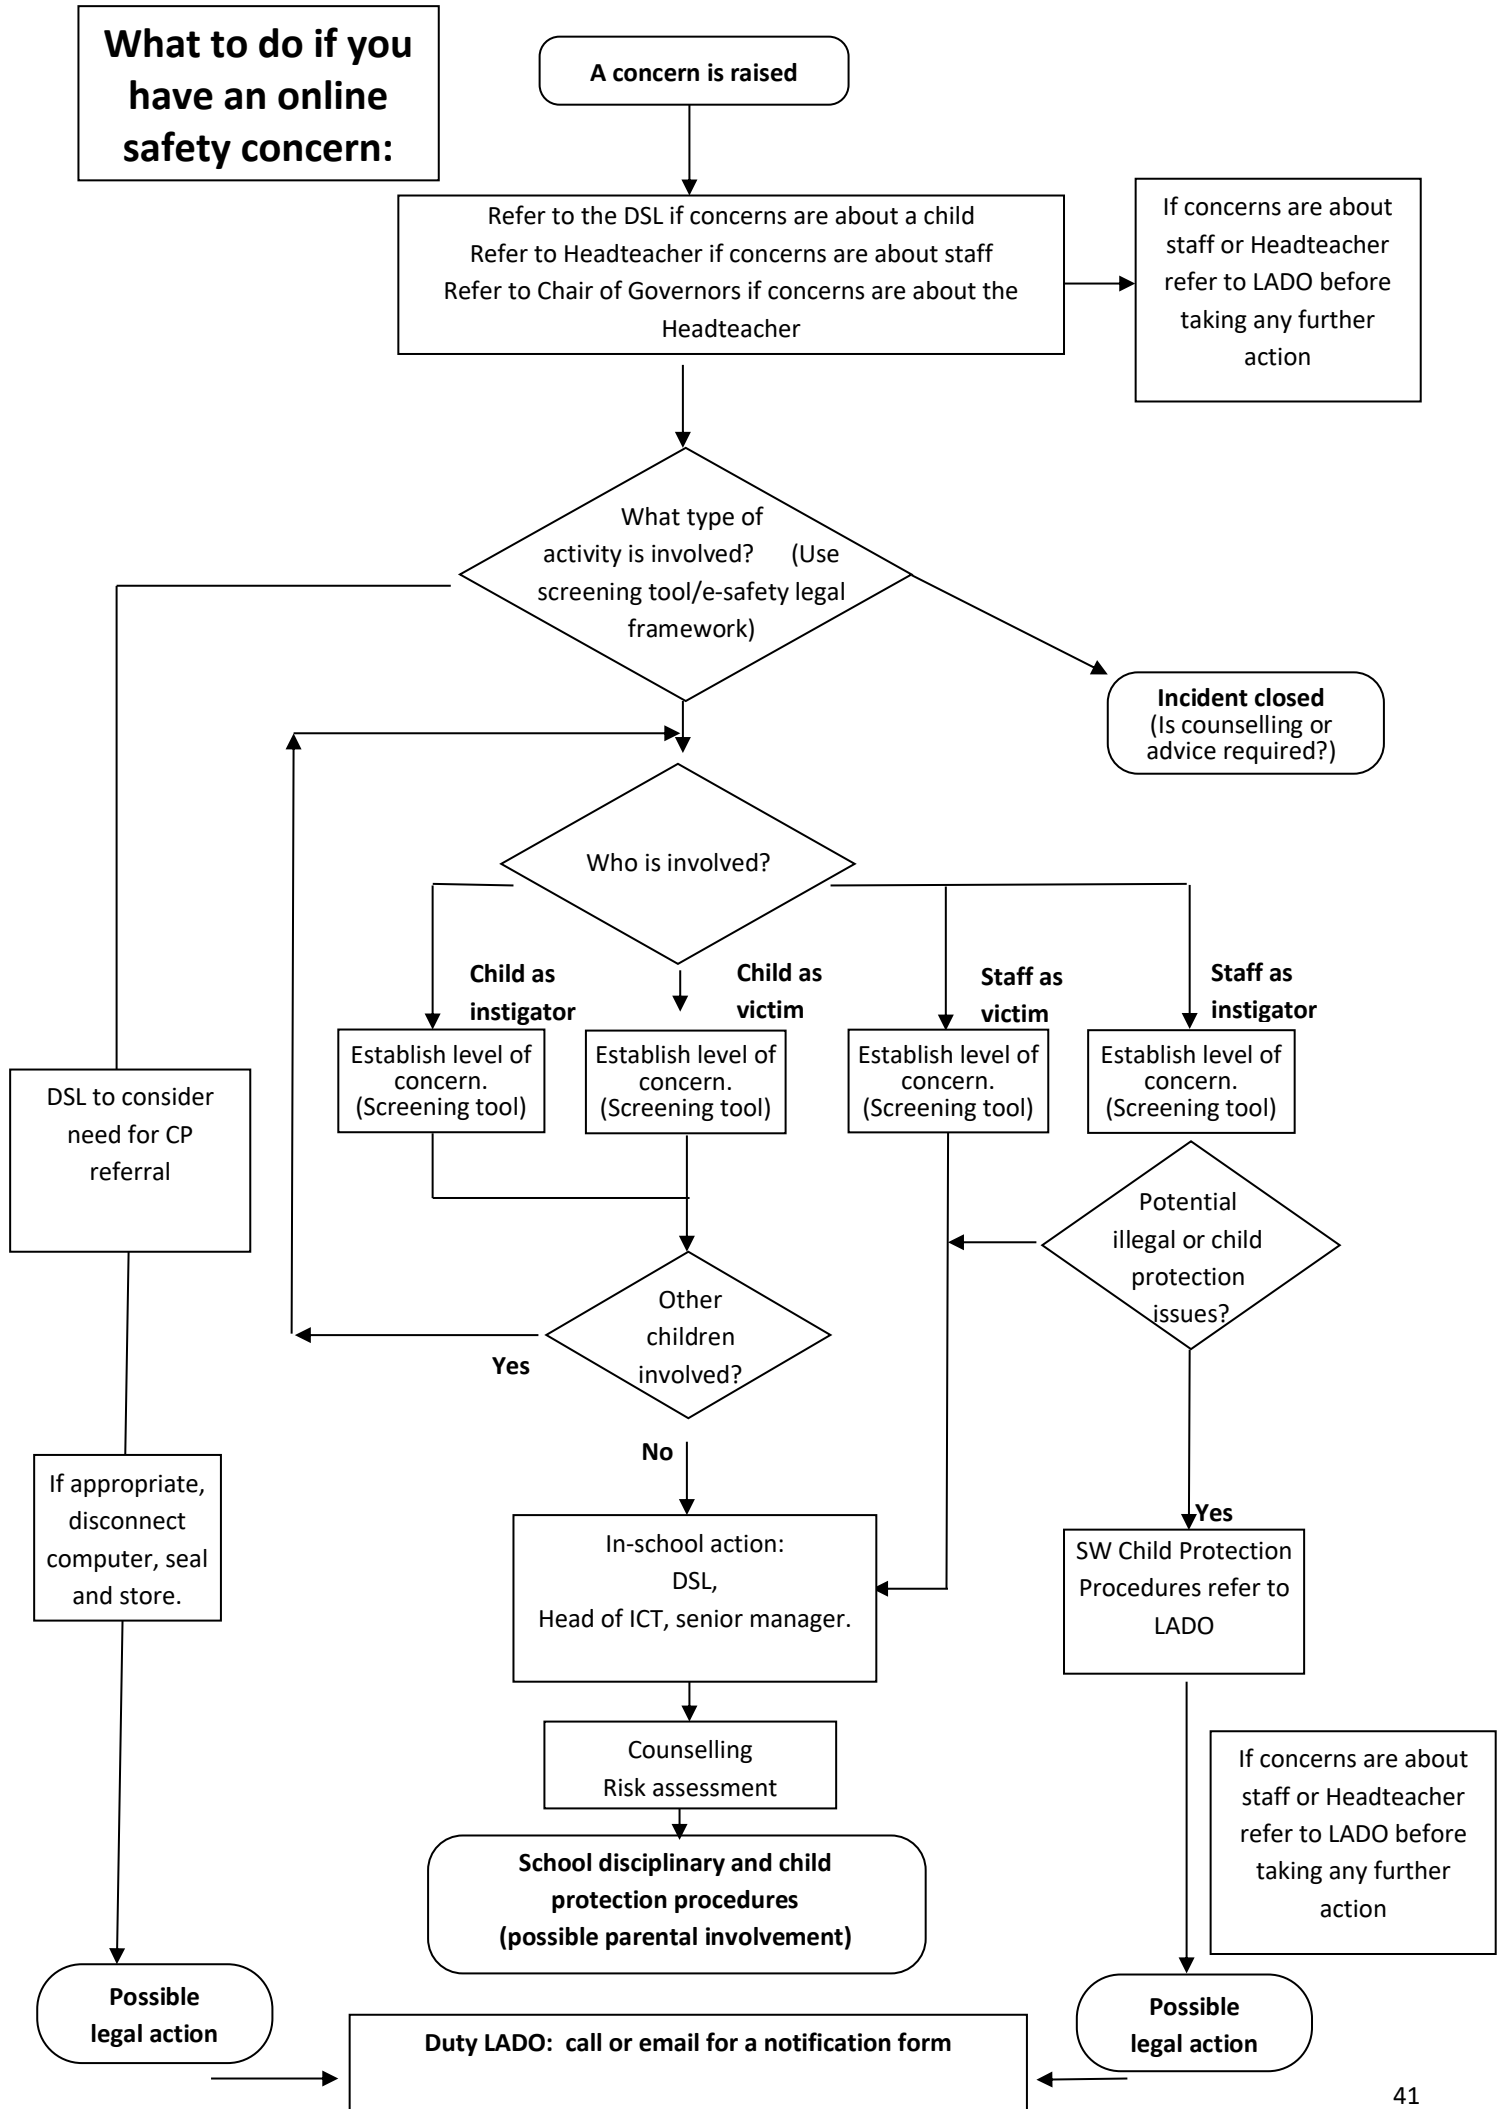 What to do if you
have an online
safety concern:
A concern is raised
Refer to the DSL if concerns are about a child
Refer to Headteacher if concerns are about staff
Refer to Chair of Governors if concerns are about the
Headteacher
If concerns are about
staff or Headteacher
refer to LADO before
taking any further
action
What type of
activity is involved? (Use
screening tool/e-safety legal
framework)
Incident closed
(Is counselling or
advice required?)
Who is involved?
Child as
instigator
Child as
victim
Staff as
victim
Staff as
instigator
Establish level of
concern.
(Screening tool)
Establish level of
concern.
(Screening tool)
Establish level of
concern.
(Screening tool)
Establish level of
concern.
(Screening tool)
DSL to consider
need for CP
referral
Potential
illegal or child
protection
issues?
Other
children
involved?
Yes
No
If appropriate,
disconnect
computer, seal
and store.
In-school action:
DSL,
Head of ICT, senior manager.
Yes
SW Child Protection
Procedures refer to
LADO
Counselling
Risk assessment
If concerns are about
staff or Headteacher
refer to LADO before
taking any further
action
School disciplinary and child
protection procedures
(possible parental involvement)
Possible
legal action
Possible
legal action
Duty LADO: call or email for a notification form
41